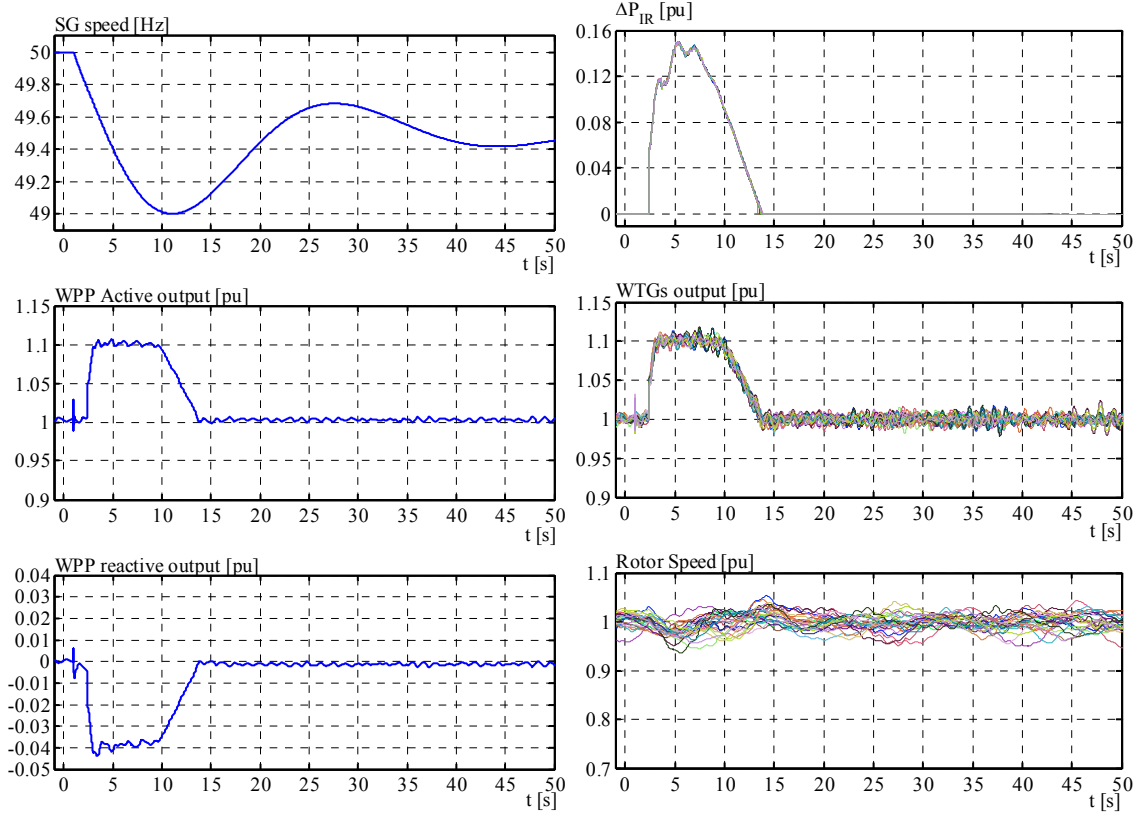 SG speed [Hz]
50
49.8
49.6
49.4
49.2
49
0 5 10 15 20 25 30 35 40 45 50
t [s]
ΔP_IR [pu]
0.16
0.12
0.08
0.04
0
0 5 10 15 20 25 30 35 40 45 50
t [s]
WPP Active output [pu]
1.15
1.1
1.05
1
0.95
0.9
0 5 10 15 20 25 30 35 40 45 50
t [s]
WTGs output [pu]
1.15
1.1
1.05
1
0.95
0.9
0 5 10 15 20 25 30 35 40 45 50
t [s]
WPP reactive output [pu]
0.04
0.04
0.03
0.01
0
-0.01
-0.02
-0.03
-0.04
-0.05
0 5 10 15 20 25 30 35 40 45 50
t [s]
Rotor Speed [pu]
1.1
1
0.9
0.8
0.7
0 5 10 15 20 25 30 35 40 45 50
t [s]